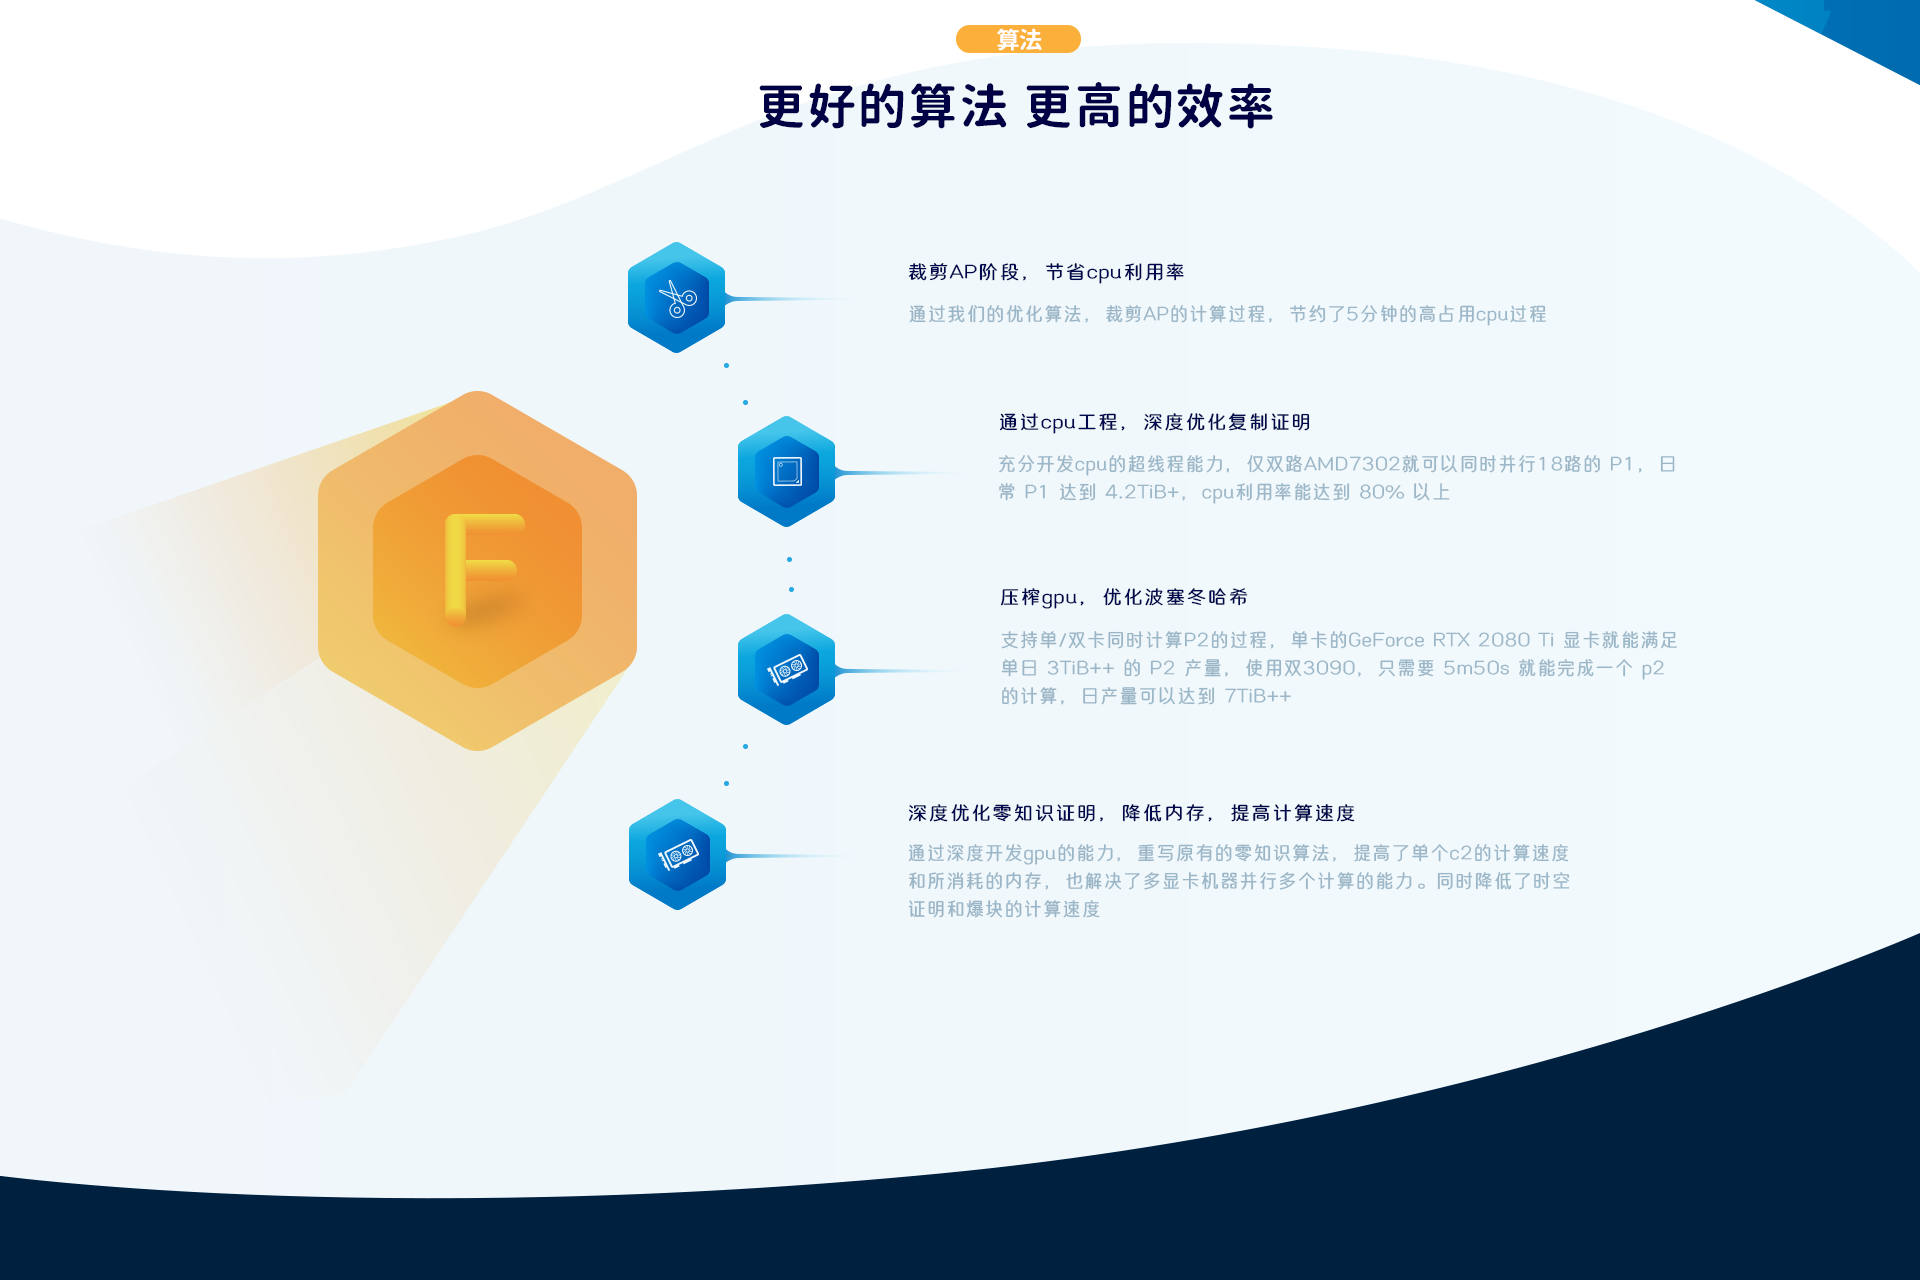 算法
更好的算法 更高的效率
裁剪AP阶段，节省cpu利用率
通过我们的优化算法，裁剪AP的计算过程，节约了5分钟的高占用cpu过程
F
通过cpu工程，深度优化复制证明
充分开发cpu的超线程能力，仅双路AMD7302就可以同时并行18路的 P1，日
常 P1 达到 4.2TiB+，cpu利用率能达到 80% 以上
压榨gpu，优化波塞冬哈希
支持单/双卡同时计算P2的过程，单卡的GeForce RTX 2080 Ti 显卡就能满足
单日 3TiB++ 的 P2 产量，使用双3090，只需要 5m50s 就能完成一个 p2
的计算，日产量可以达到 7TiB++
深度优化零知识证明，降低内存，提高计算速度
通过深度开发gpu的能力，重写原有的零知识算法，提高了单个c2的计算速度
和所消耗的内存，也解决了多显卡机器并行多个计算的能力。同时降低了时空
证明和爆块的计算速度